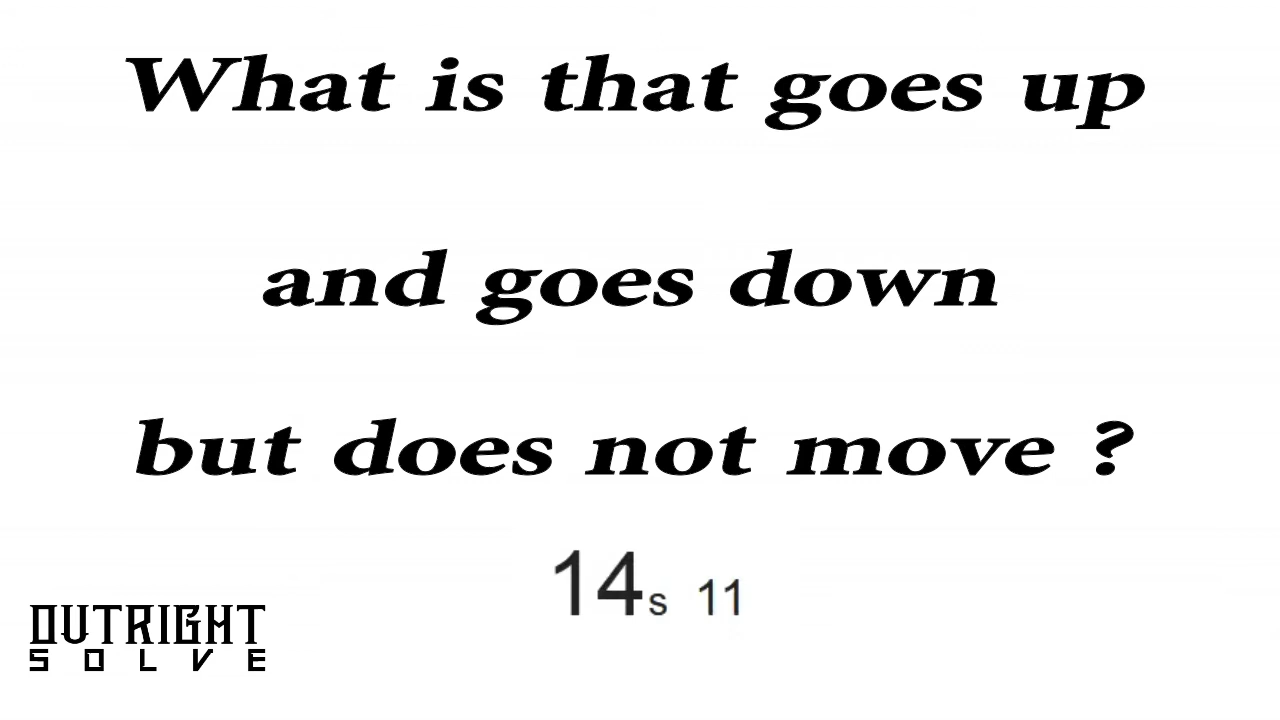 What is that goes up
and goes down
but does not move ?
14s 11
OUTRIGHT
SOLVE